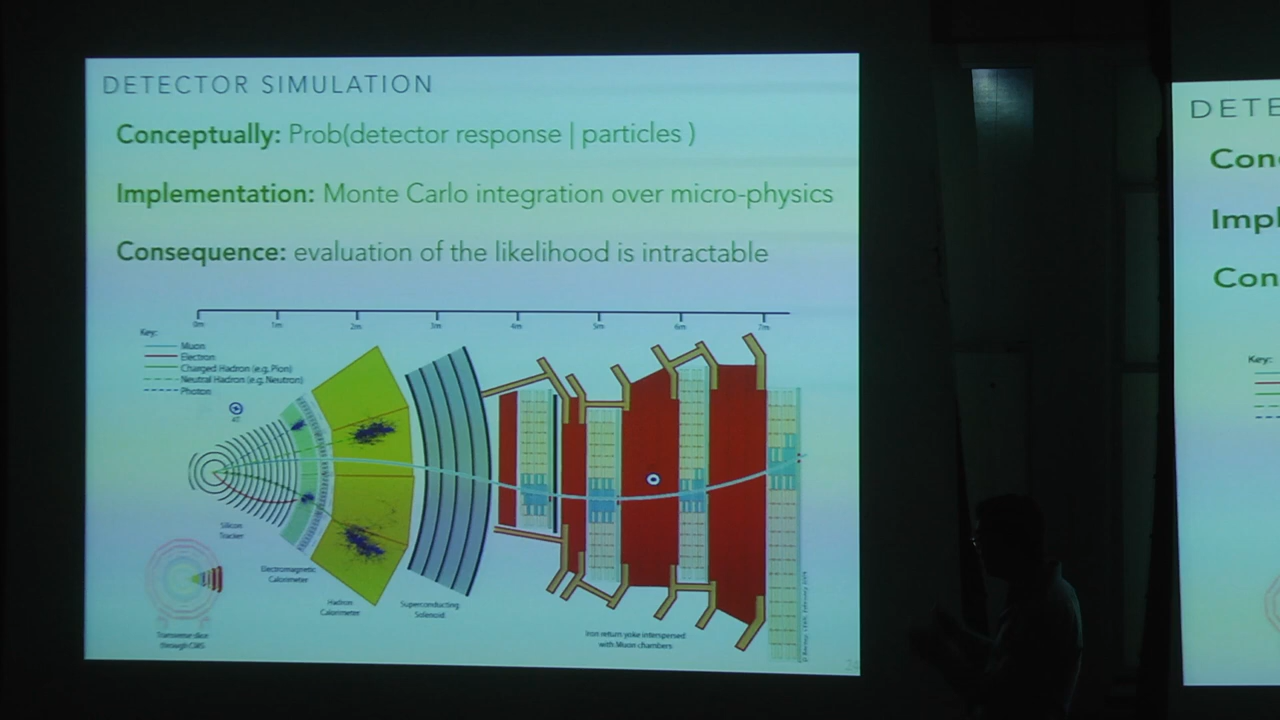 DETECTOR SIMULATION
Conceptually: Prob(detector response | particles )
Implementation: Monte Carlo integration over micro-physics
Consequence: evaluation of the likelihood is intractable
0m 1m 2m 3m 4m 5m 6m 7m
Key:
Muon
Electron
Charged Hadron (e.g. Pion)
Neutral Hadron (e.g. Neutron)
Photon
4T
Silicon
Tracker
Electromagnetic
Calorimeter
Hadron
Calorimeter
Superconducting
Solenoid
Iron return yoke interspersed
with Muon chambers
Transverse slice
through CMS
24
DETE
Conc
Impl
Con
Key: